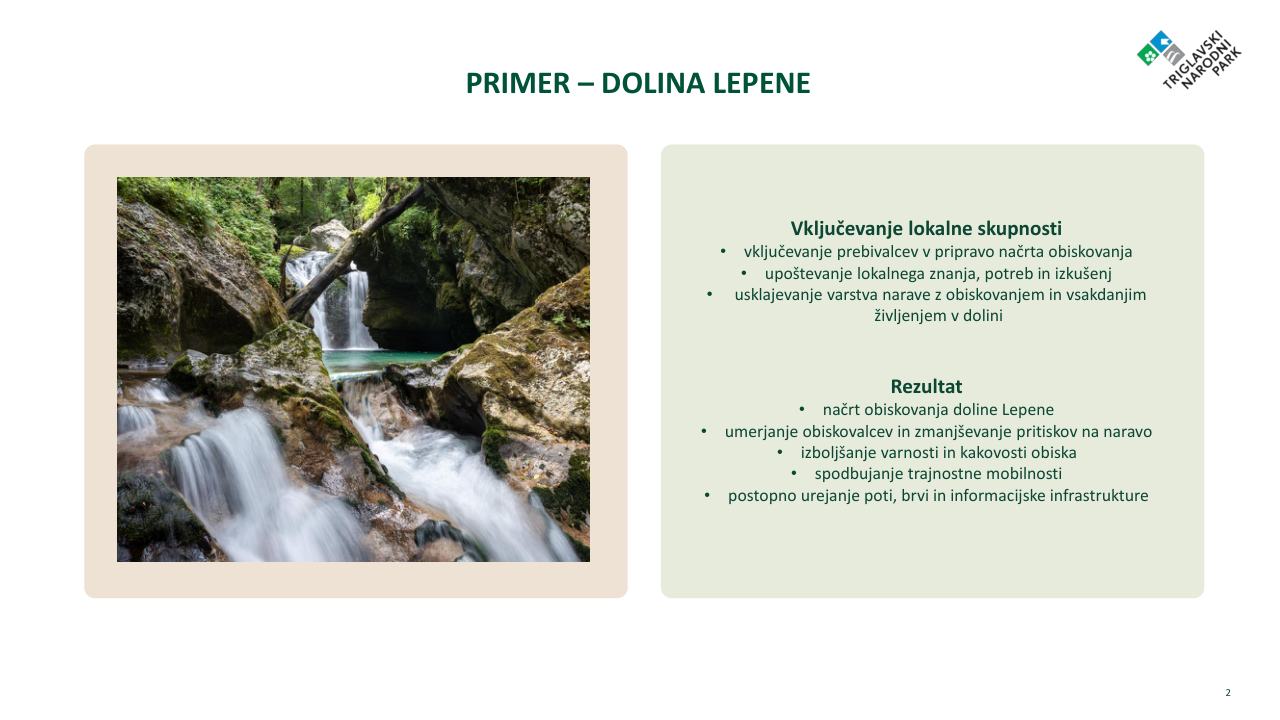 TRIGLAVSKI
NARODNI
PARK
PRIMER – DOLINA LEPENE
Vključevanje lokalne skupnosti
• vključevanje prebivalcev v pripravo načrta obiskovanja
• upoštevanje lokalnega znanja, potreb in izkušenj
• usklajevanje varstva narave z obiskovanjem in vsakdanjim
življenjem v dolini
Rezultat
• načrt obiskovanja doline Lepene
• umerjanje obiskovalcev in zmanjševanje pritiskov na naravo
• izboljšanje varnosti in kakovosti obiska
• spodbujanje trajnostne mobilnosti
• postopno urejanje poti, brvi in informacijske infrastrukture
2